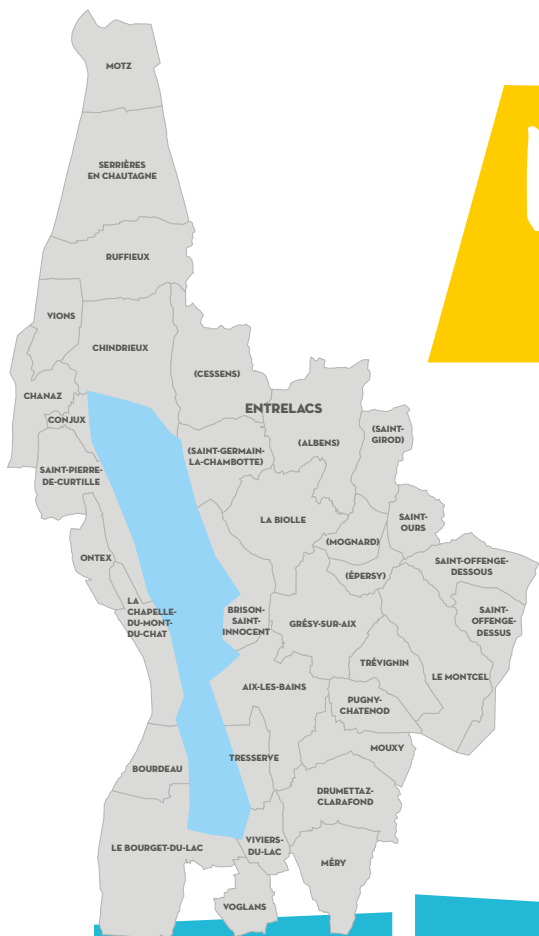 MOTZ
SERRIÈRES
EN CHAUTAGNE
RUFFIEUX
VIONS
CHINDRIEUX
(CESSENS)
CHANAZ
ENTRELACS
CONJUX
(SAINT-
GIROD)
(ALBENS)
(SAINT-GERMAIN-
LA-CHAMBOTTE)
SAINT-PIERRE-
DE-CURTILLE
LA BIOLLE
SAINT-
OURS
(MOGNARD)
ONTEX
SAINT-OFFENGE-
DESSOUS
(ÉPERSY)
LA
CHAPELLE-
DU-MONT-
DU-CHAT
BRISON-
SAINT-
INNOCENT
GRÉSY-SUR-AIX
SAINT-
OFFENGE-
DESSUS
TRÉVIGNIN
LE MONTCEL
AIX-LES-BAINS
PUGNY-
CHATENOD
MOUXY
TRESSERVE
BOURDEAU
DRUMETTAZ-
CLARAFOND
LE BOURGET-DU-LAC
VIVIERS-
DU-LAC
MÉRY
VOGLANS